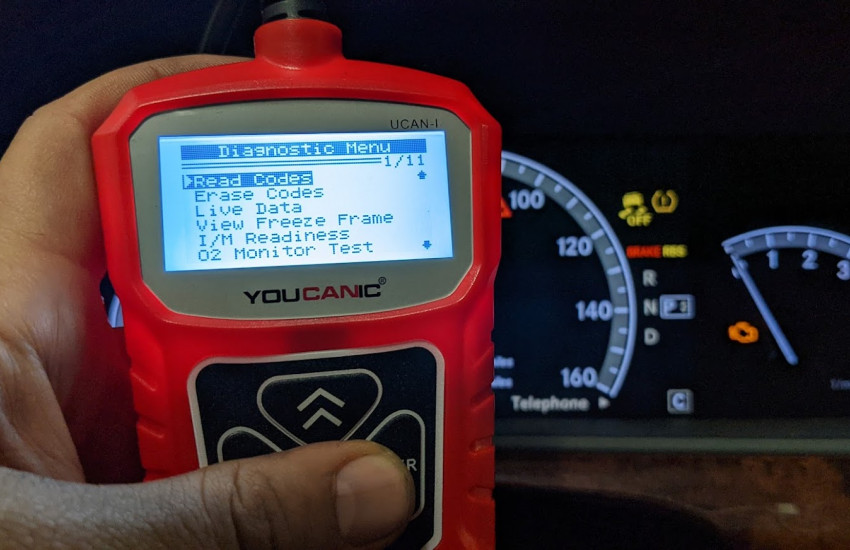 UCAN-I
Diagnostic Menu
1/11
Read Codes
Erase Codes
Live Data
View Freeze Frame
I/M Readiness
O2 Monitor Test
YOUCANIC®
100
120
140
160
Telephone
OFF
BRAKE ABS
R
N P
D
C
1 2 3